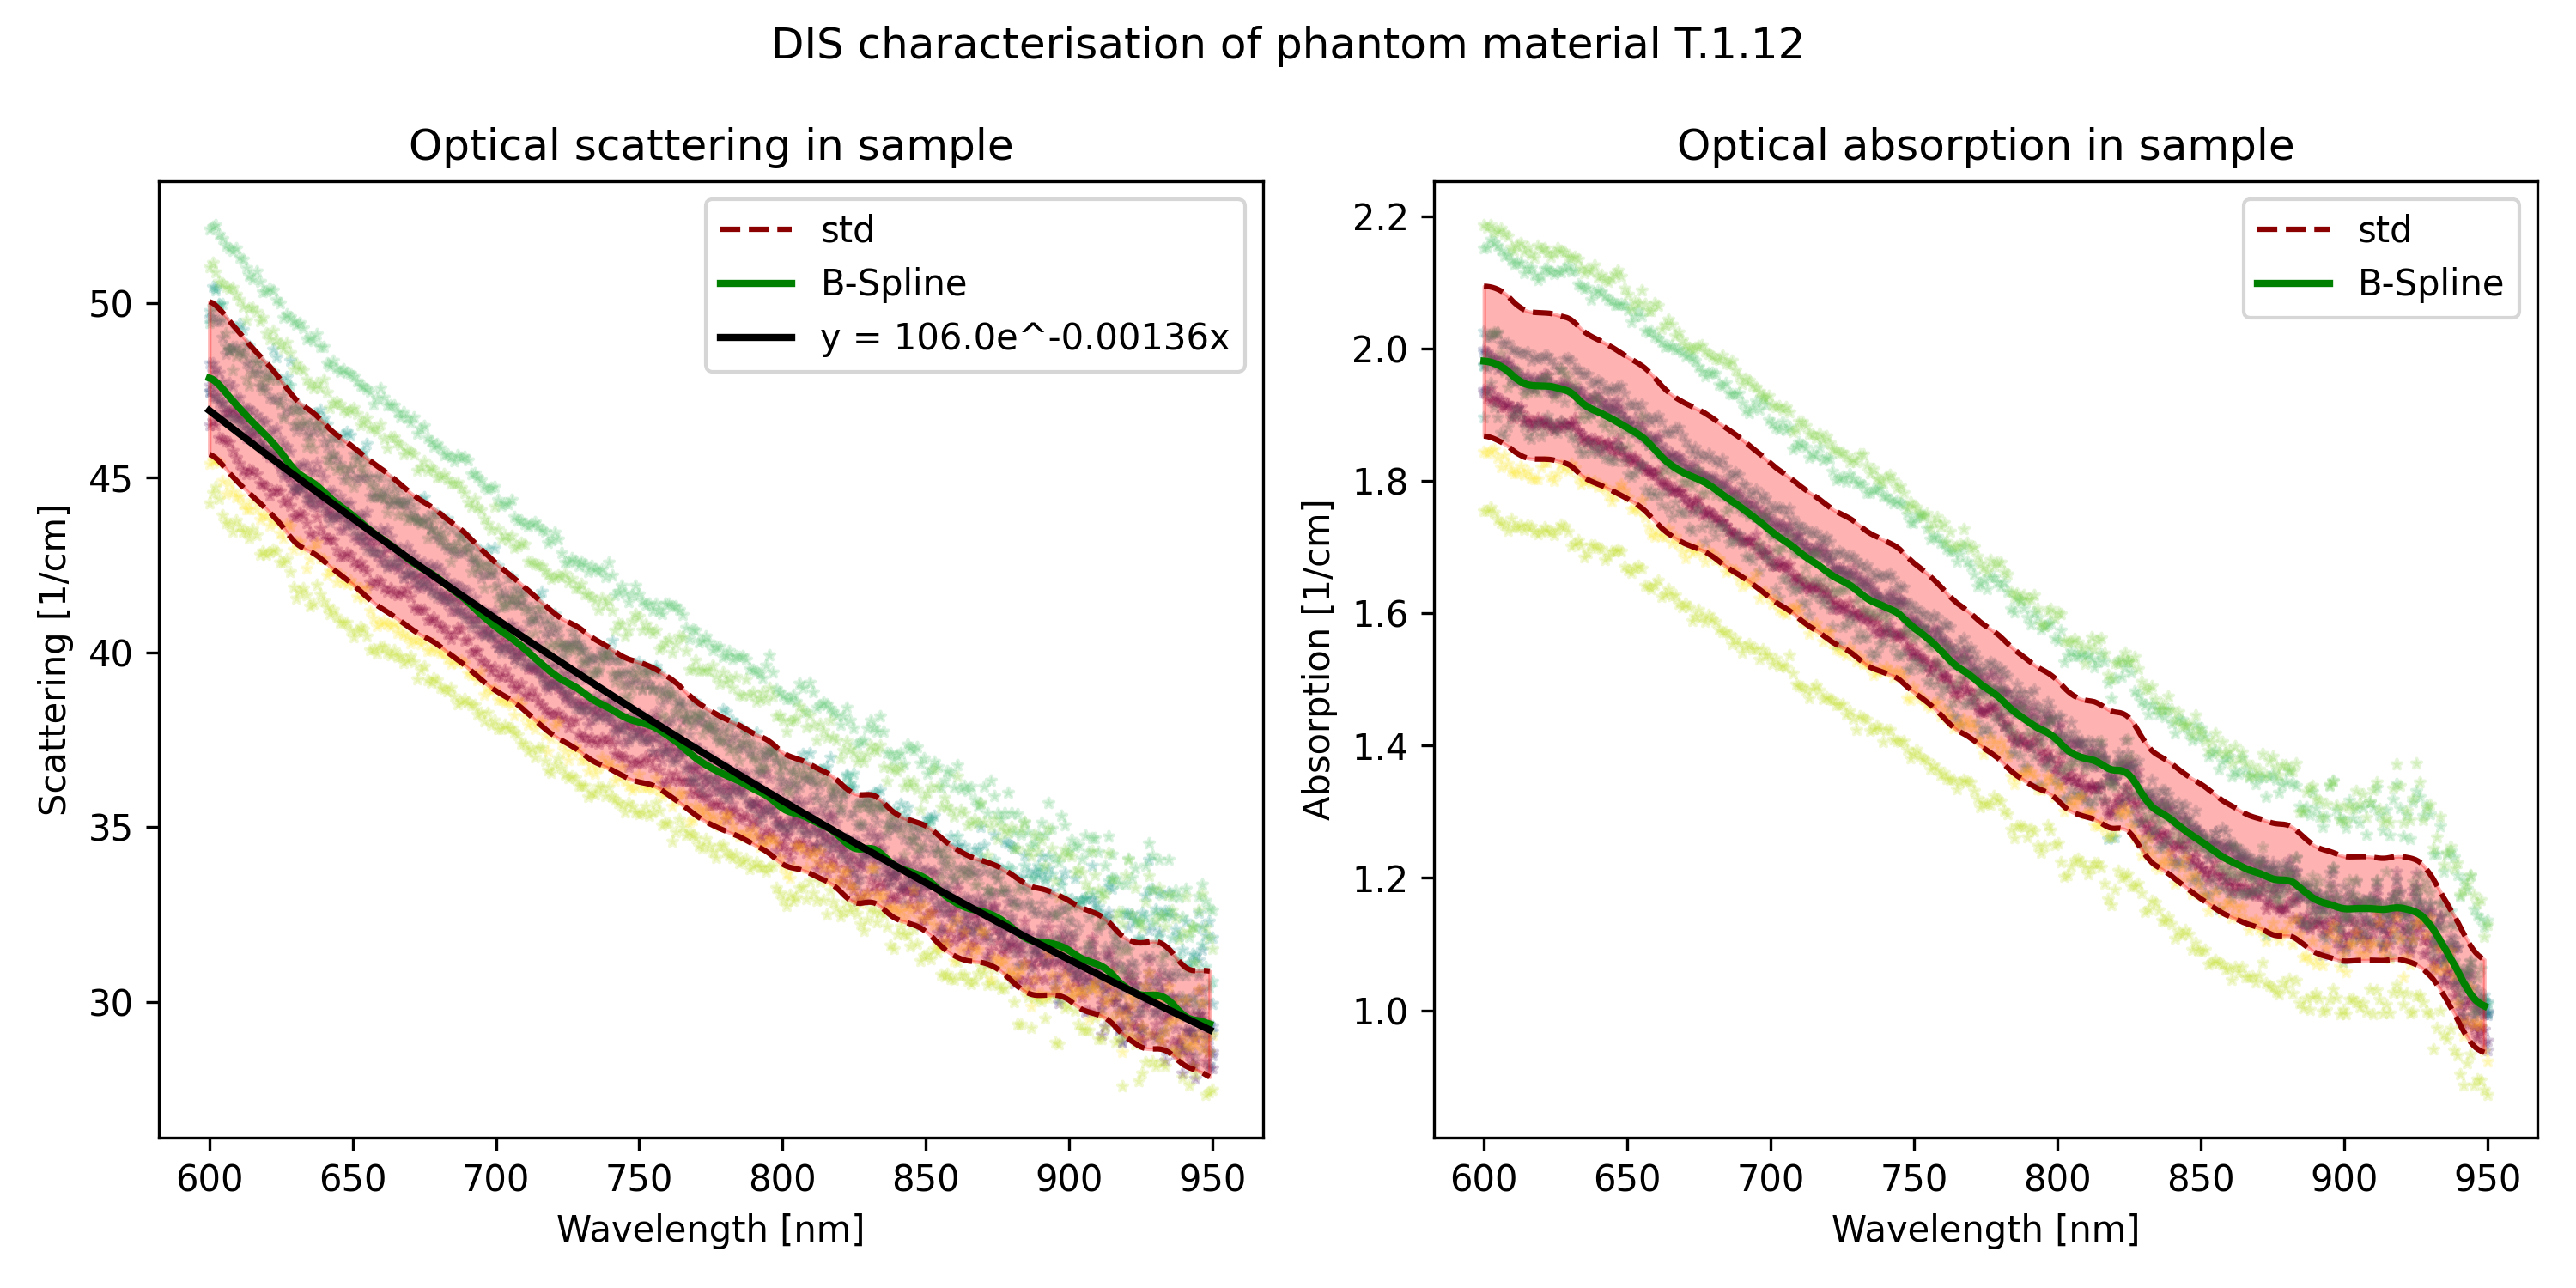 DIS characterisation of phantom material T.1.12
Optical scattering in sample
std
B-Spline
y = 106.0e^-0.00136x
50
45
40
35
30
Scattering [1/cm]
600 650 700 750 800 850 900 950
Wavelength [nm]
Optical absorption in sample
std
B-Spline
2.2
2.0
1.8
1.6
1.4
1.2
1.0
Absorption [1/cm]
600 650 700 750 800 850 900 950
Wavelength [nm]